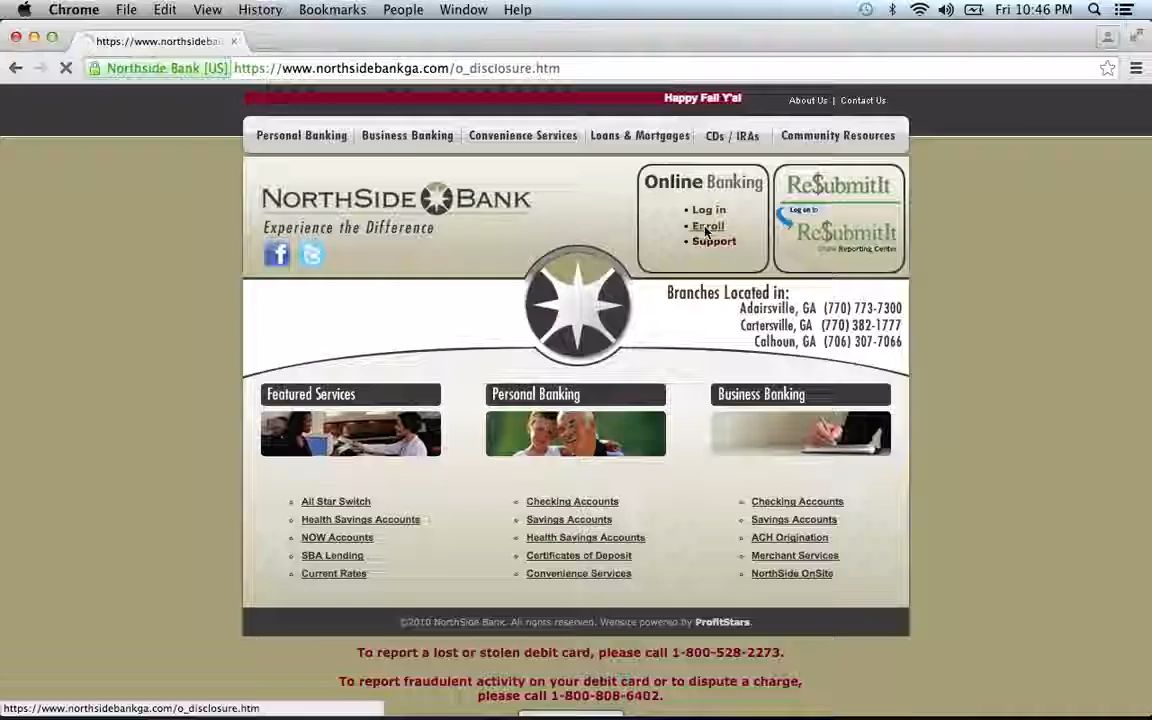 Chrome File Edit View History Bookmarks People Window Help Fri 10:46 PM
https://www.northsideba
Northside Bank [US] https://www.northsidebankga.com/o_disclosure.htm
Happy Fall Y'al About Us | Contact Us
Personal Banking Business Banking Convenience Services Loans & Mortgages CDs / IRAs Community Resources
NORTHSIDE BANK
Experience the Difference
Online Banking
• Log in
• Enroll
• Support
Re$ubmitIt
Log on to
Re$ubmitIt
Online Reporting Center
Branches Located in:
Adairsville, GA (770) 773-7300
Cartersville, GA (770) 382-1777
Calhoun, GA (706) 307-7066
Featured Services
All Star Switch
Health Savings Accounts
NOW Accounts
SBA Lending
Current Rates
Personal Banking
Checking Accounts
Savings Accounts
Health Savings Accounts
Certificates of Deposit
Convenience Services
Business Banking
Checking Accounts
Savings Accounts
ACH Origination
Merchant Services
NorthSide OnSite
©2010 NorthSide Bank. All rights reserved. Website powered by ProfitStars.
To report a lost or stolen debit card, please call 1-800-528-2273.
To report fraudulent activity on your debit card or to dispute a charge,
please call 1-800-808-6402.
https://www.northsidebankga.com/o_disclosure.htm